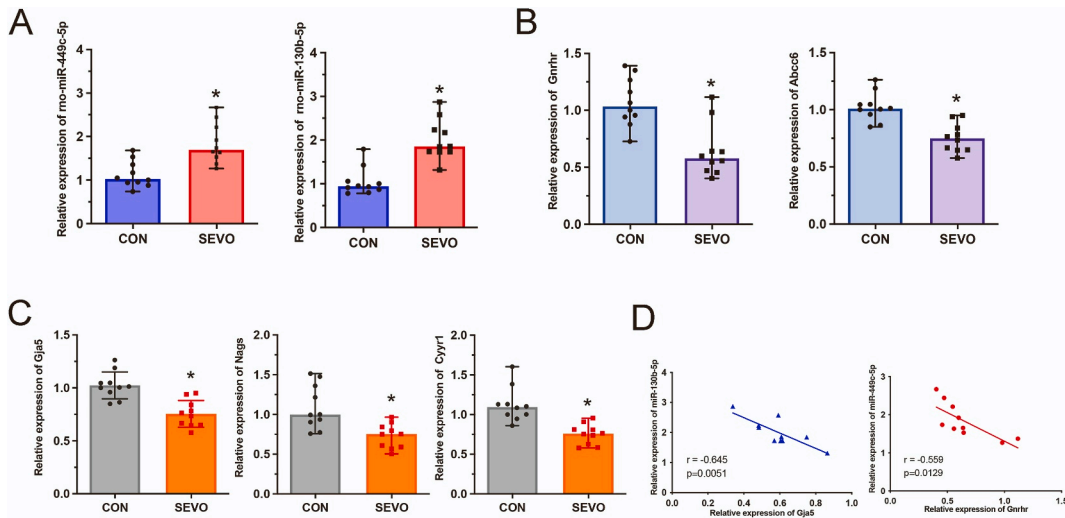 A
Relative expression of rno-miR-449c-5p
4
3
2
1
0
*
CON
SEVO
Relative expression of rno-miR-130b-5p
4
3
2
1
0
*
CON
SEVO
B
Relative expression of Gnrhr
1.5
1.0
0.5
0.0
*
CON
SEVO
Relative expression of Abcc6
1.5
1.0
0.5
0.0
*
CON
SEVO
C
Relative expression of Gja5
1.5
1.0
0.5
0.0
*
CON
SEVO
Relative expression of Nags
2.0
1.5
1.0
0.5
0.0
*
CON
SEVO
Relative expression of Cyyr1
2.0
1.5
1.0
0.5
0.0
*
CON
SEVO
D
Relative expression of miR-130b-5p
4
3
2
1
0
r = -0.645
p=0.0051
0.0 0.2 0.4 0.6 0.8 1.0
Relative expression of Gja5
Relative expression of miR-449c-5p
3
2
1
0
r = -0.559
p=0.0129
0.0 0.5 1.0 1.5
Relative expression of Gnrhr